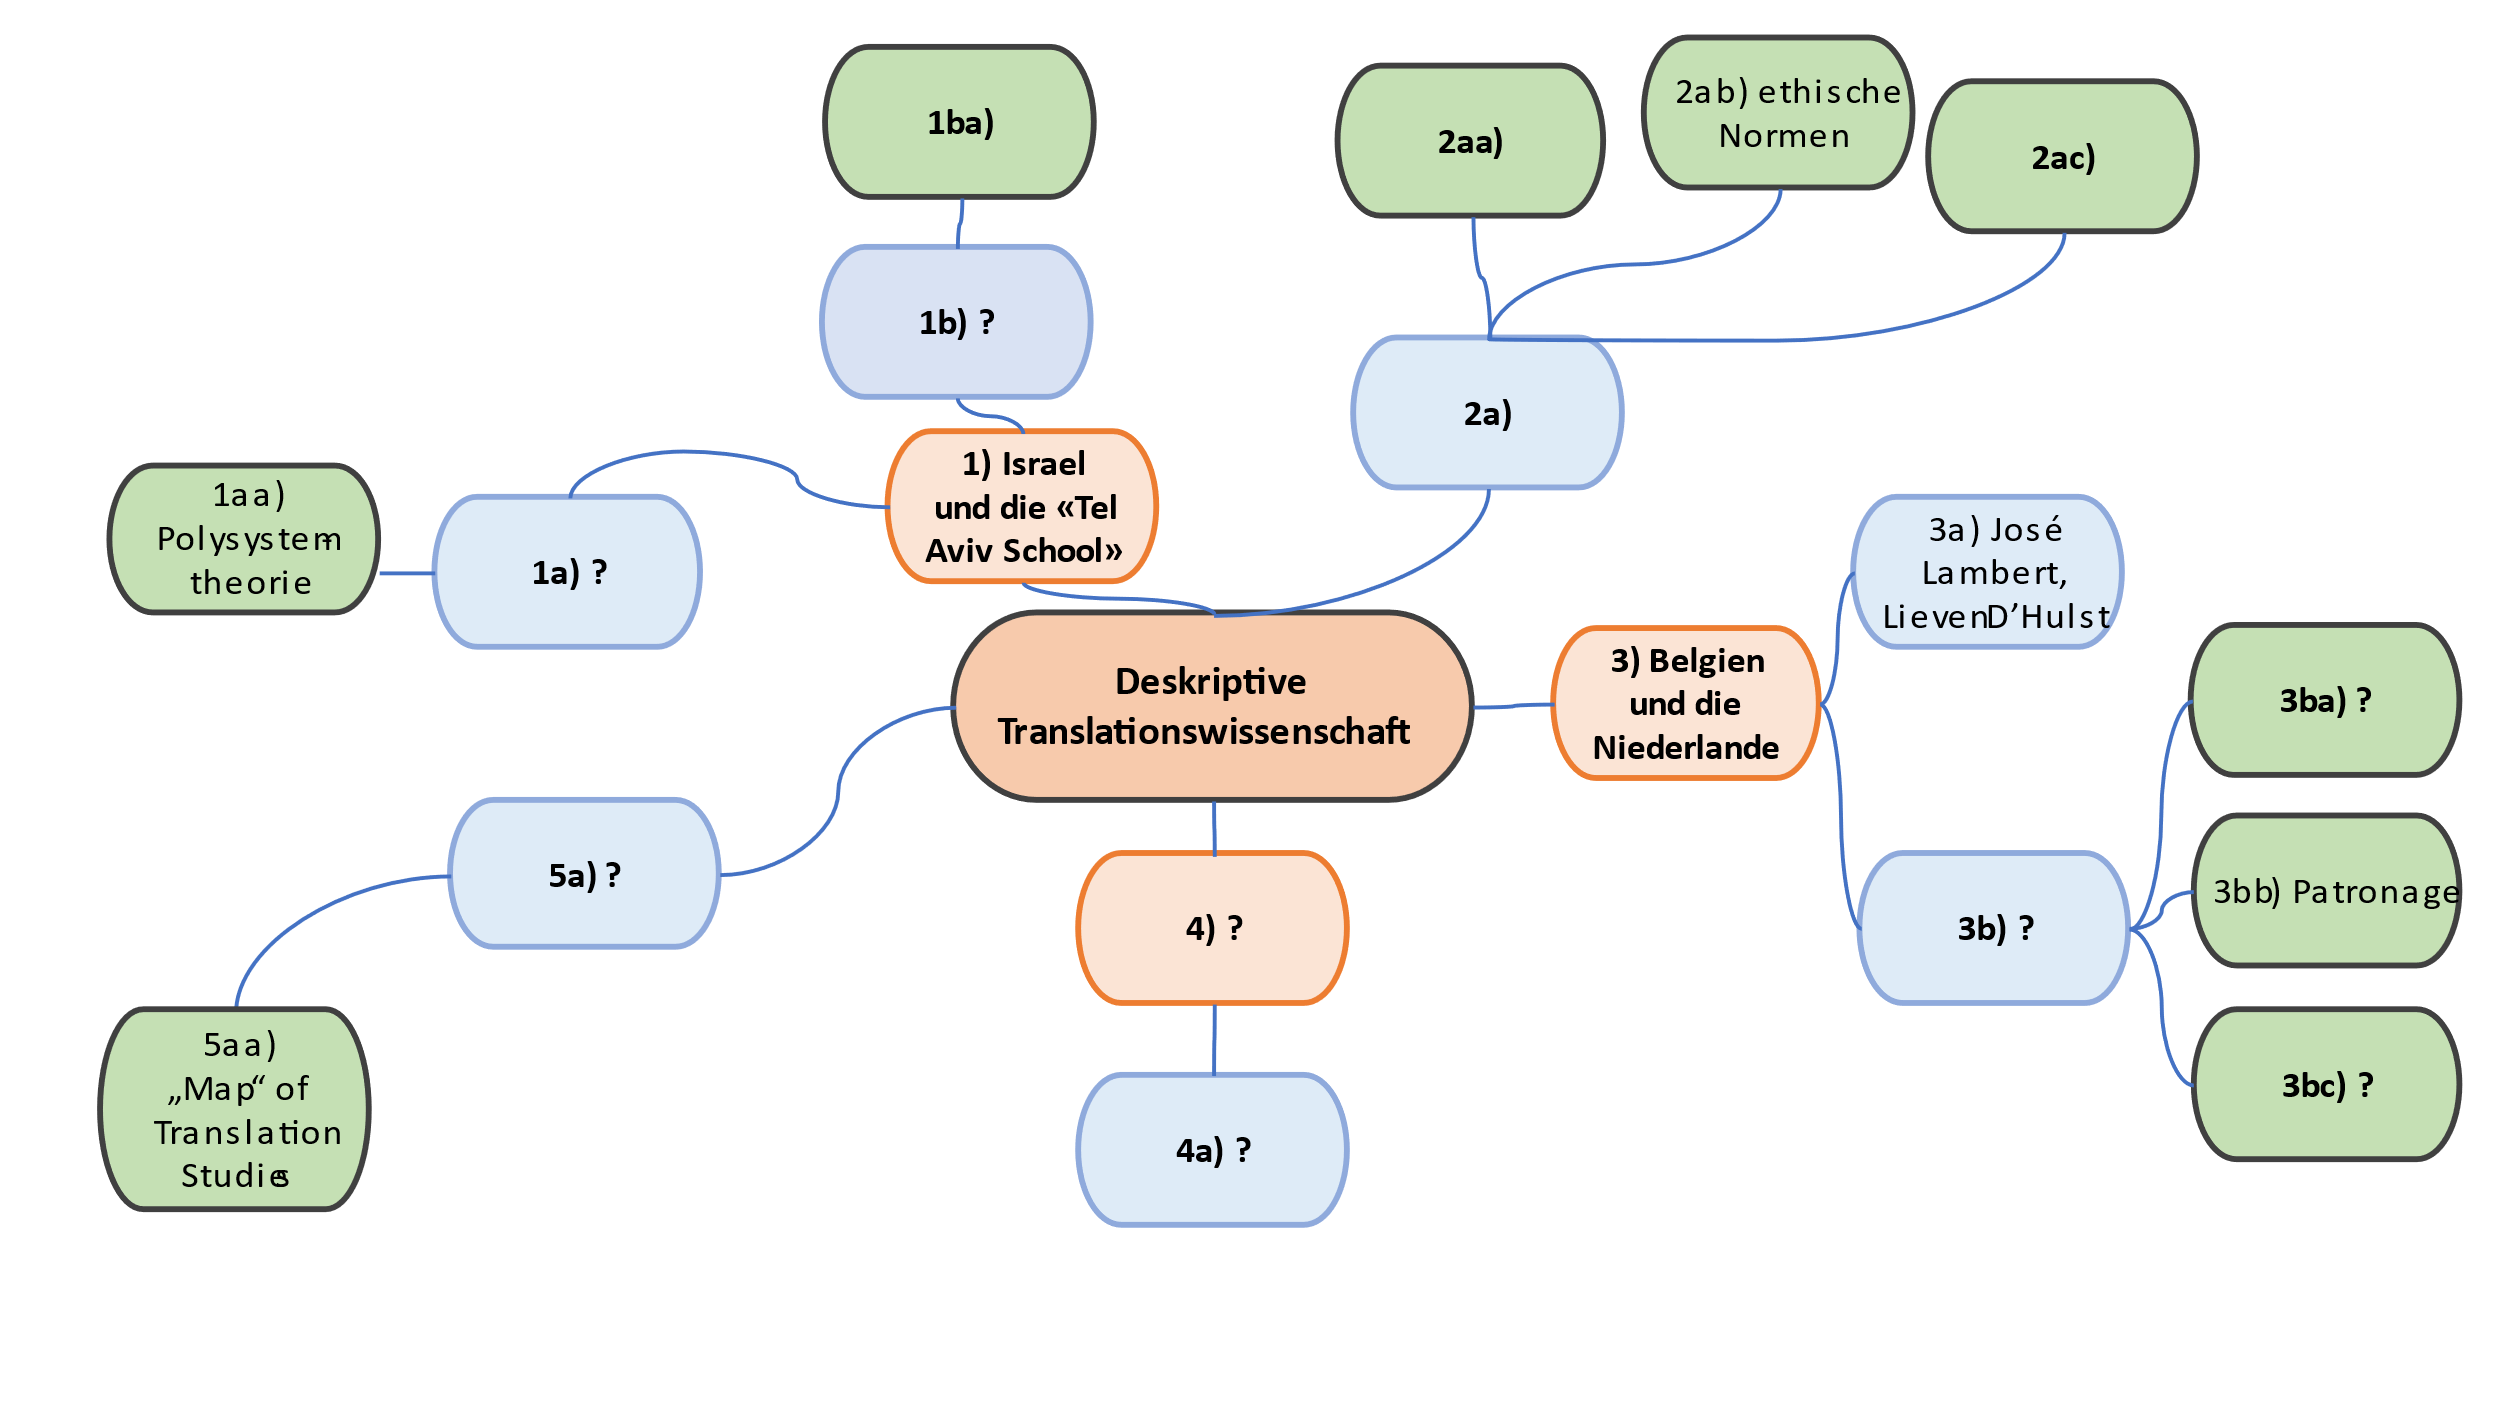 1ba)
2aa)
2ab) ethische
Normen
2ac)
1b) ?
2a)
1) Israel
und die «Tel
Aviv School»
1aa)
Polysystem-
theorie
1a) ?
3a) José
Lambert,
Lieven D’Hulst
Deskriptive
Translationswissenschaft
3) Belgien
und die
Niederlande
3ba) ?
5a) ?
4) ?
3b) ?
3bb) Patronage
5aa)
„Map“ of
Translation
Studies
4a) ?
3bc) ?